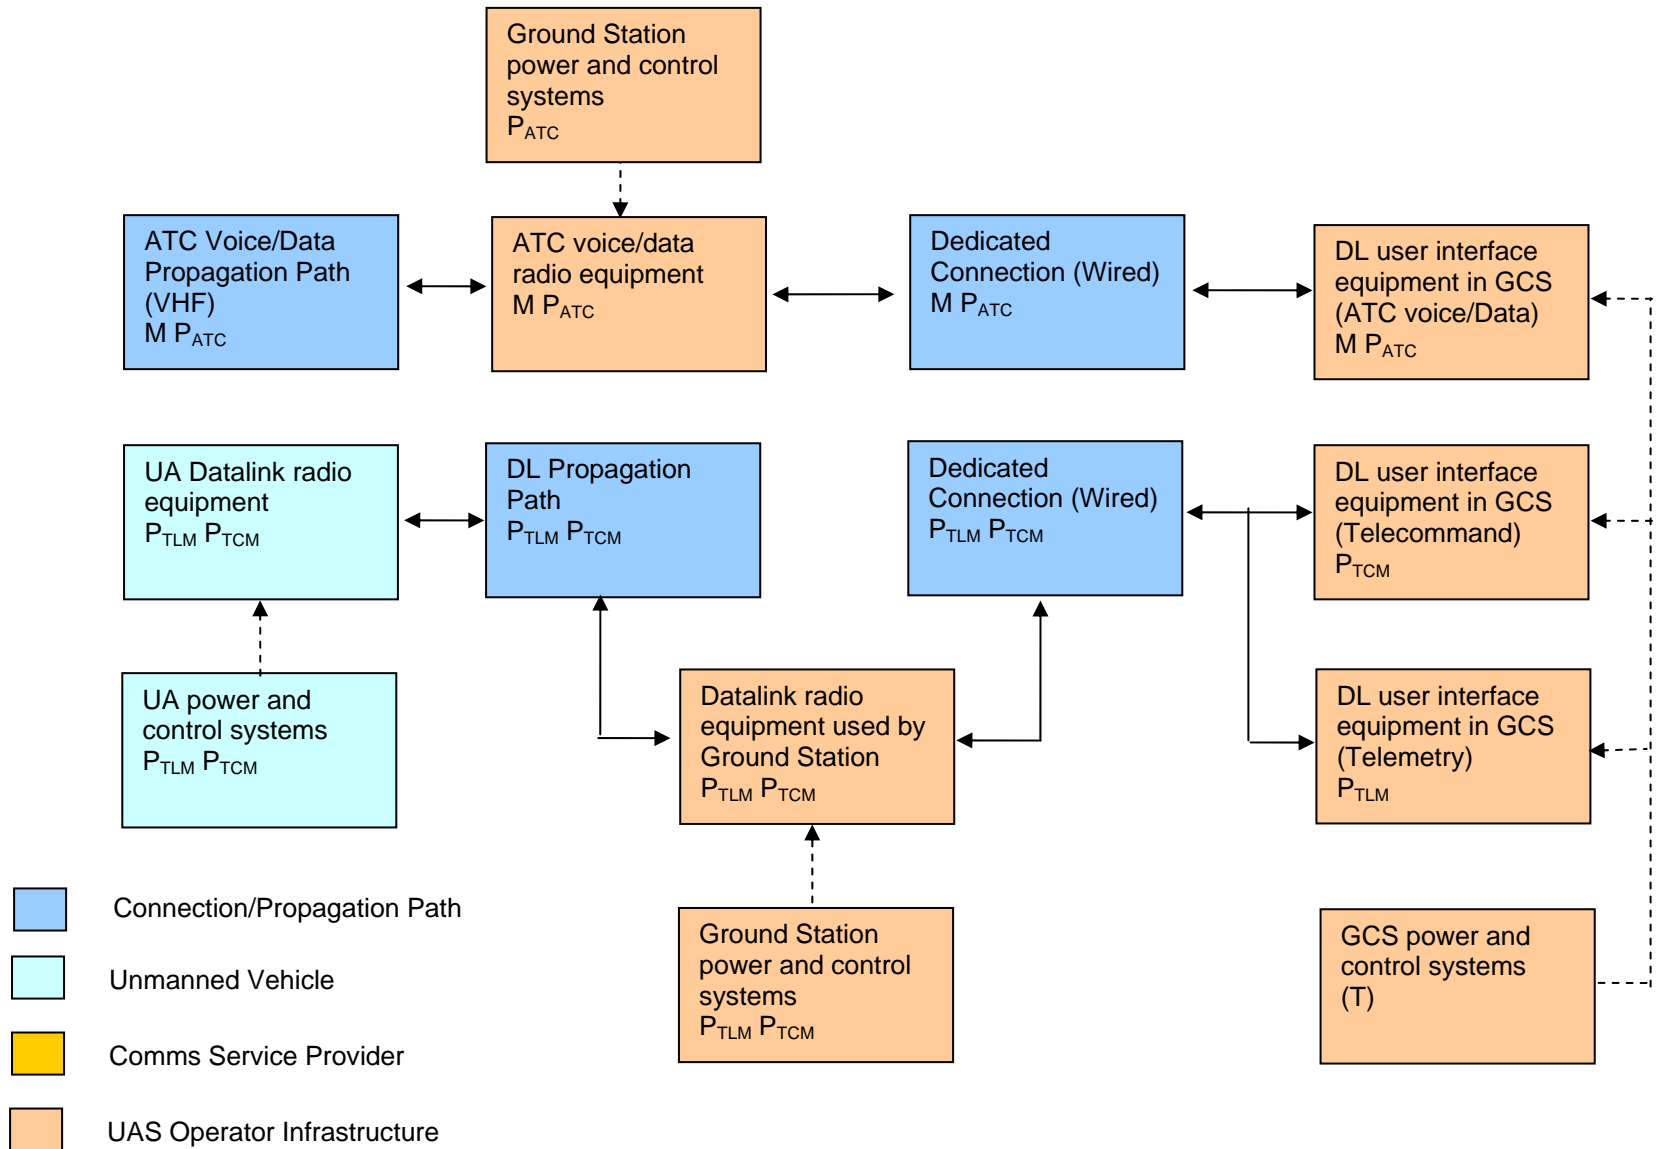 Ground Station
power and control
systems
PATC
ATC Voice/Data
Propagation Path
(VHF)
M PATC
ATC voice/data
radio equipment
M PATC
Dedicated
Connection (Wired)
M PATC
DL user interface
equipment in GCS
(ATC voice/Data)
M PATC
UA Datalink radio
equipment
PTLM PTCM
DL Propagation
Path
PTLM PTCM
Dedicated
Connection (Wired)
PTLM PTCM
DL user interface
equipment in GCS
(Telecommand)
PTCM
UA power and
control systems
PTLM PTCM
Datalink radio
equipment used by
Ground Station
PTLM PTCM
DL user interface
equipment in GCS
(Telemetry)
PTLM
Ground Station
power and control
systems
PTLM PTCM
GCS power and
control systems
(T)
Connection/Propagation Path
Unmanned Vehicle
Comms Service Provider
UAS Operator Infrastructure